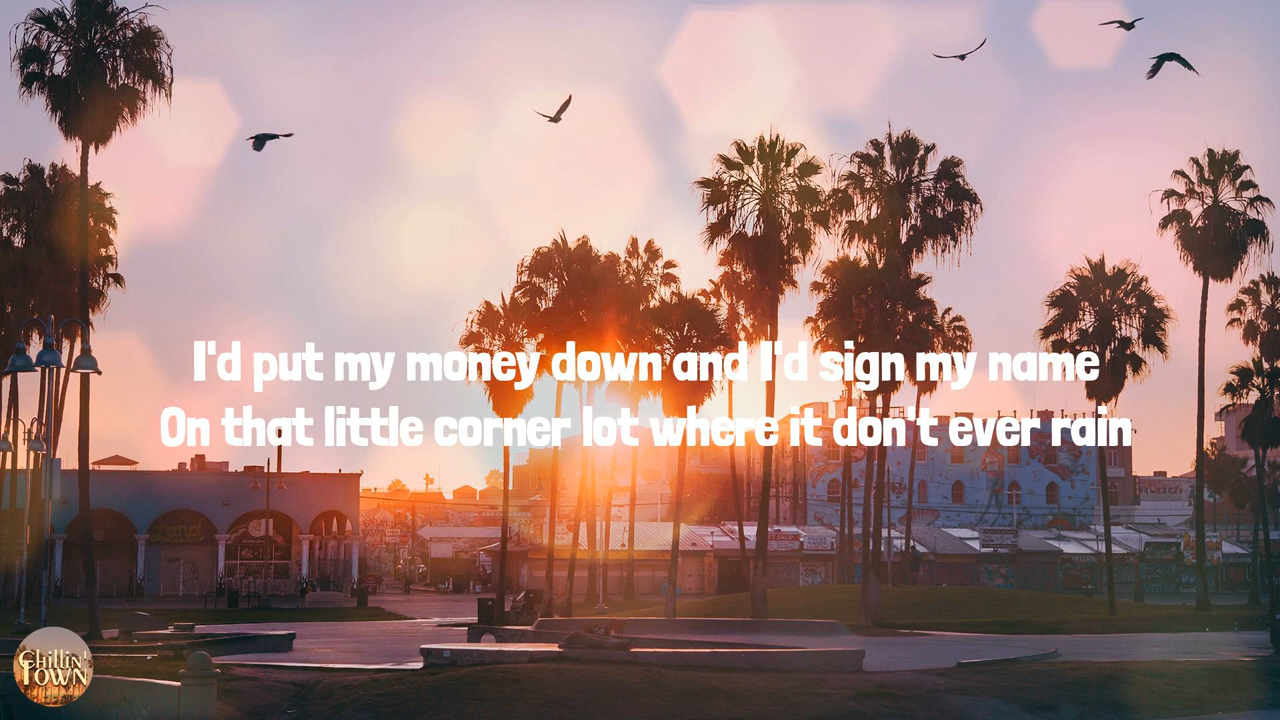 I'd put my money down and I'd sign my name
On that little corner lot where it don't ever rain
Chillin'
TOWN